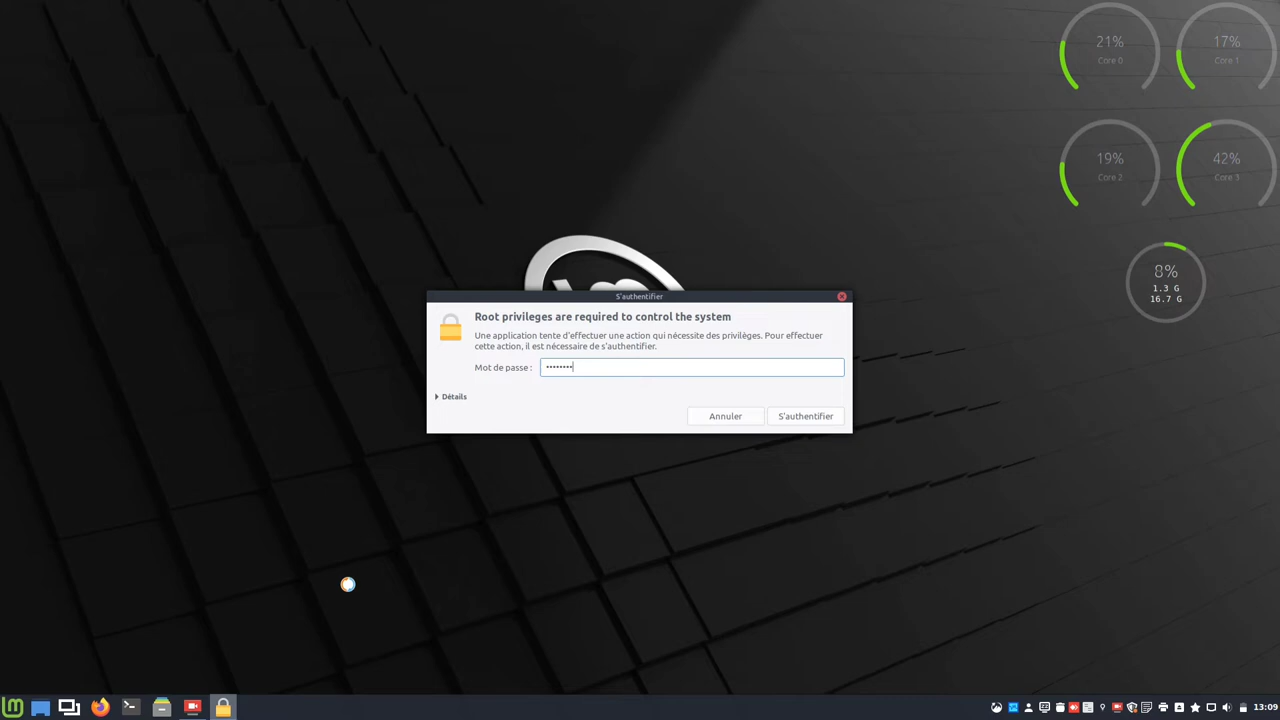 21%
Core 0
17%
Core 1
19%
Core 2
42%
Core 3
8%
1.3 G
16.7 G
S'authentifier
Root privileges are required to control the system
Une application tente d'effectuer une action qui nécessite des privilèges. Pour effectuer
cette action, il est nécessaire de s'authentifier.
Mot de passe :
Détails
Annuler
S'authentifier
13:09